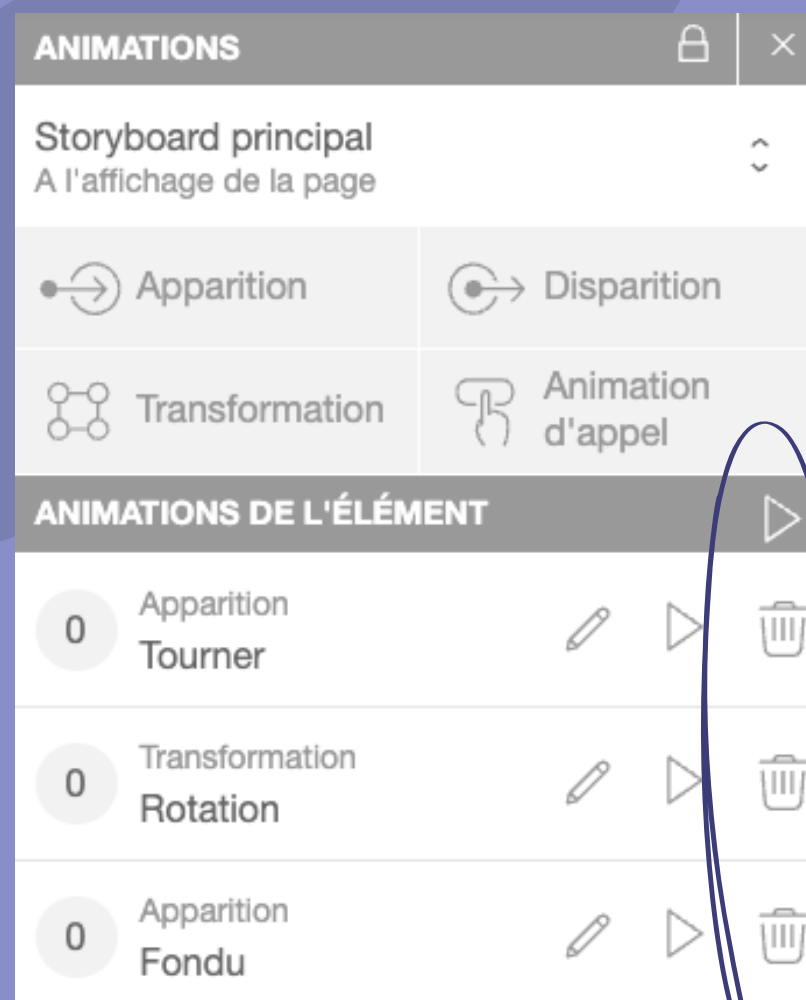 ANIMATIONS
Storyboard principal
A l'affichage de la page
Apparition
Disparition
Transformation
Animation
d'appel
ANIMATIONS DE L'ÉLÉMENT
0
Apparition
Tourner
0
Transformation
Rotation
0
Apparition
Fondu